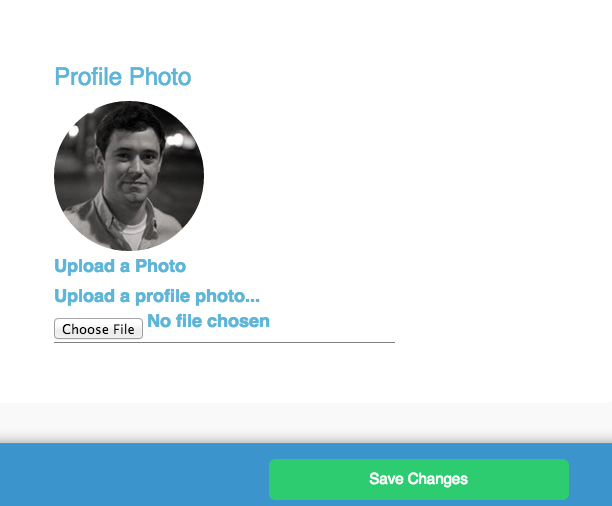 Profile Photo
Upload a Photo
Upload a profile photo...
Choose File No file chosen
Save Changes